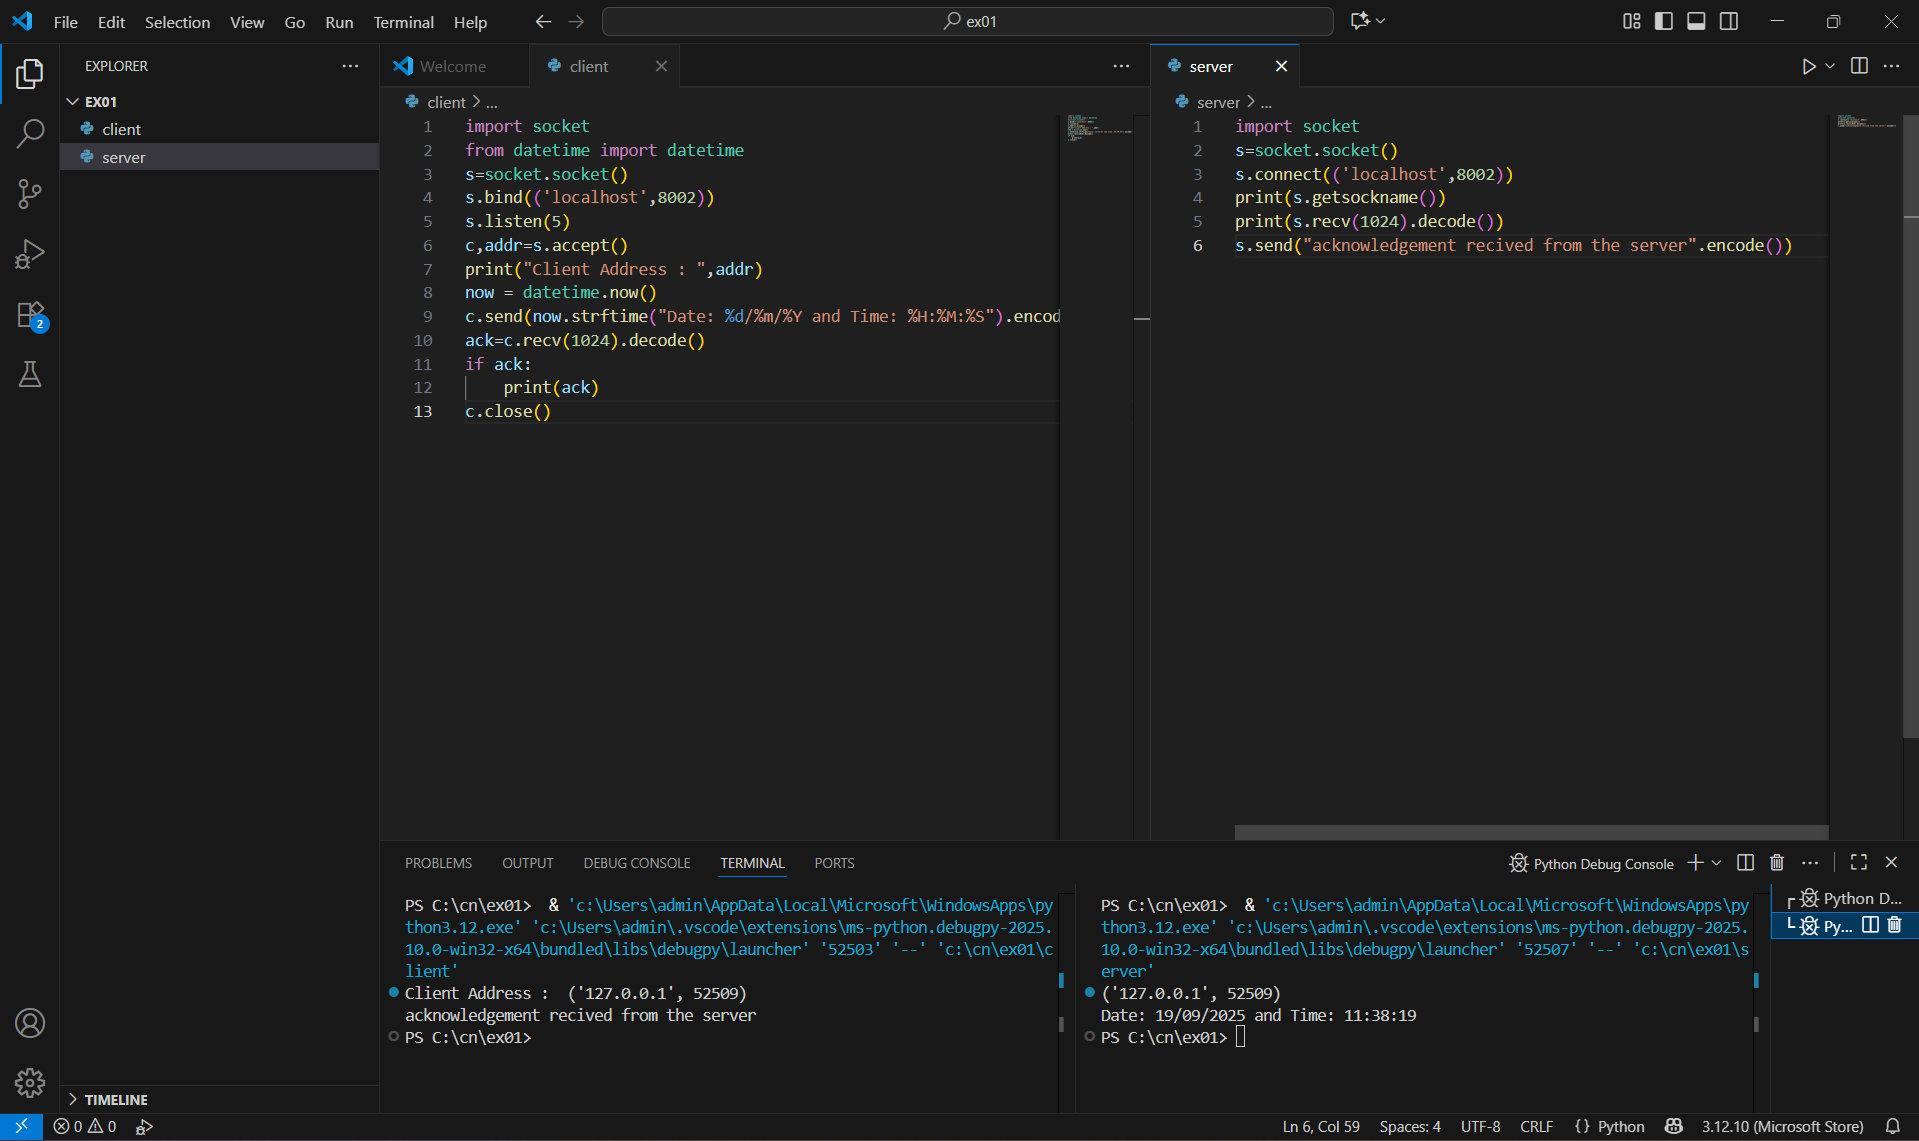 File Edit Selection View Go Run Terminal Help
ex01
EXPLORER
EX01
client
server
TIMELINE
2
Welcome
client
client > ...
1 import socket
2 from datetime import datetime
3 s=socket.socket()
4 s.bind(('localhost',8002))
5 s.listen(5)
6 c,addr=s.accept()
7 print("Client Address : ",addr)
8 now = datetime.now()
9 c.send(now.strftime("Date: %d/%m/%Y and Time: %H:%M:%S").encod
10 ack=c.recv(1024).decode()
11 if ack:
12     print(ack)
13 c.close()
server
server > ...
1 import socket
2 s=socket.socket()
3 s.connect(('localhost',8002))
4 print(s.getsockname())
5 print(s.recv(1024).decode())
6 s.send("acknowledgement recived from the server".encode())
PROBLEMS OUTPUT DEBUG CONSOLE TERMINAL PORTS
Python Debug Console
PS C:\cn\ex01>  & 'c:\Users\admin\AppData\Local\Microsoft\WindowsApps\py
thon3.12.exe' 'c:\Users\admin\.vscode\extensions\ms-python.debugpy-2025.
10.0-win32-x64\bundled\libs\debugpy\launcher' '52503' '--' 'c:\cn\ex01\c
lient'
Client Address :  ('127.0.0.1', 52509)
acknowledgement recived from the server
PS C:\cn\ex01>
PS C:\cn\ex01>  & 'c:\Users\admin\AppData\Local\Microsoft\WindowsApps\py
thon3.12.exe' 'c:\Users\admin\.vscode\extensions\ms-python.debugpy-2025.
10.0-win32-x64\bundled\libs\debugpy\launcher' '52507' '--' 'c:\cn\ex01\s
erver'
('127.0.0.1', 52509)
Date: 19/09/2025 and Time: 11:38:19
PS C:\cn\ex01>
Python D...
Py...
0 0
Ln 6, Col 59 Spaces: 4 UTF-8 CRLF {} Python 3.12.10 (Microsoft Store)